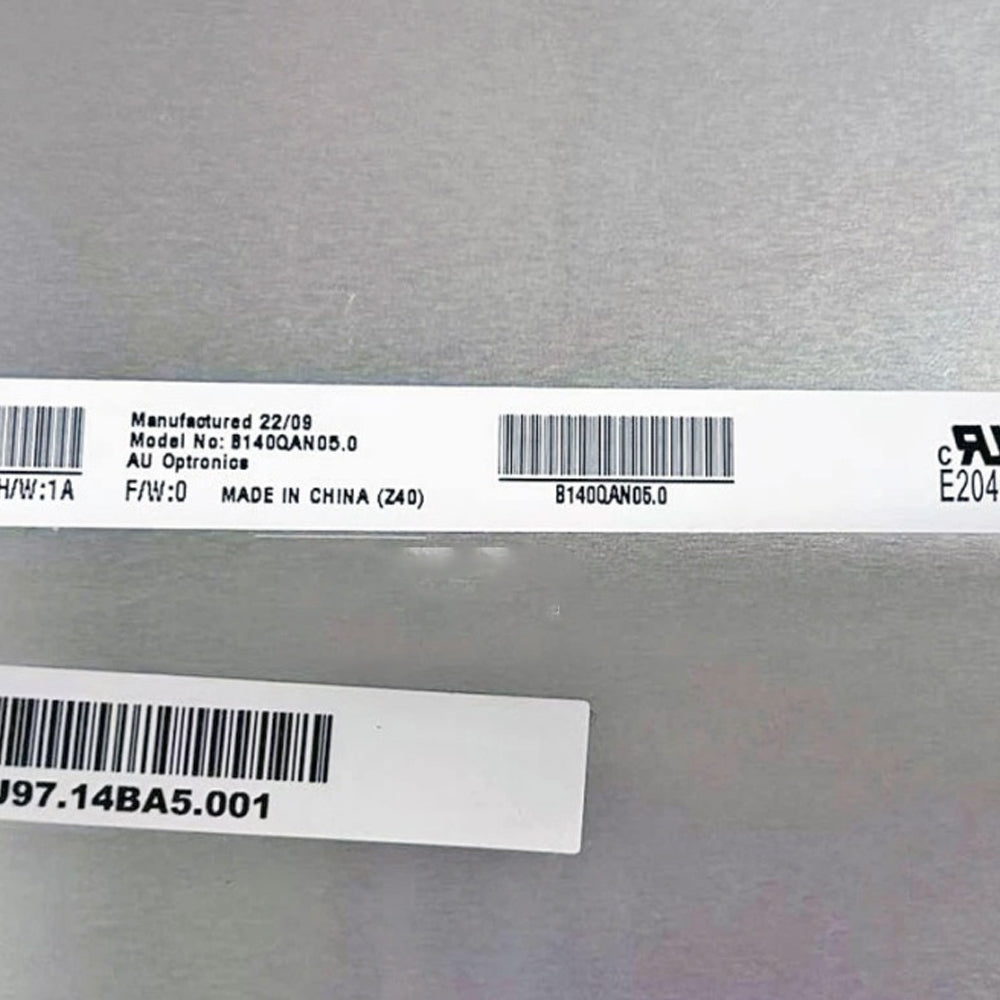 Manufactured 22/09
Model No: B140QAN05.0
AU Optronics
H/W:1A F/W:0 MADE IN CHINA (Z40)
B140QAN05.0
c
E204
J97.14BA5.001